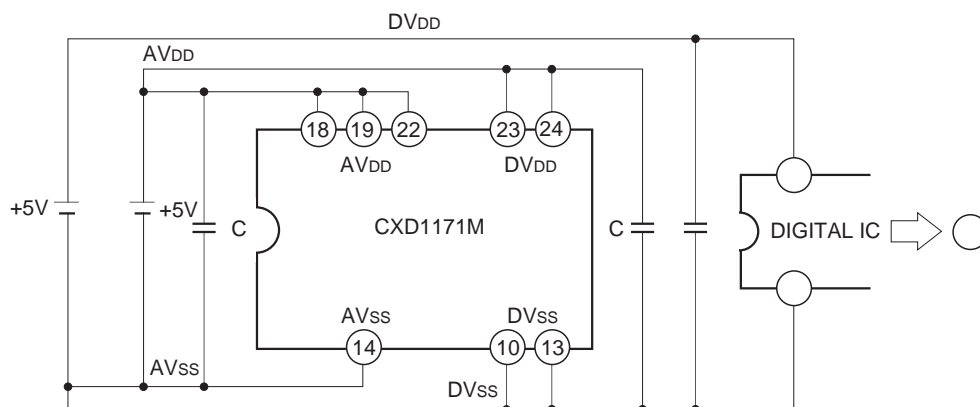 DVDD
AVDD
18 19 22 23 24
AVDD DVDD
+5V +5V C CXD1171M C DIGITAL IC
AVSS DVSS
14 10 13
AVSS DVSS